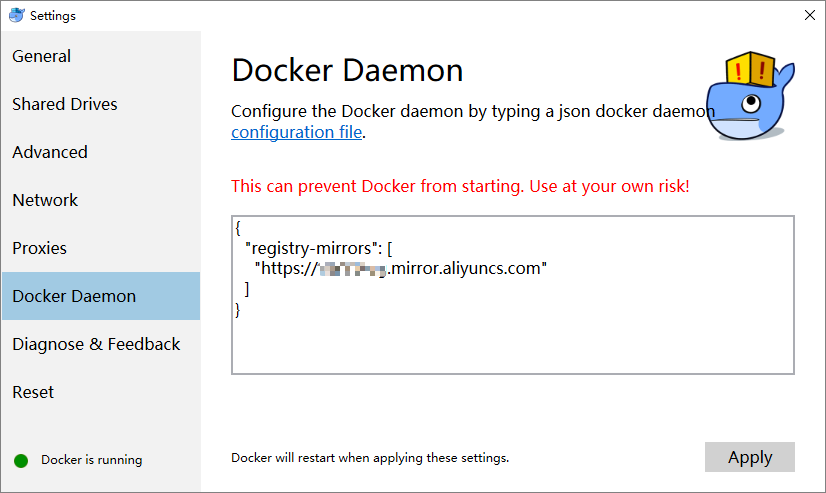 Settings
General
Shared Drives
Advanced
Network
Proxies
Docker Daemon
Diagnose & Feedback
Reset
Docker is running
Docker Daemon
Configure the Docker daemon by typing a json docker daemon
configuration file.
This can prevent Docker from starting. Use at your own risk!
{
"registry-mirrors": [
"https:// .mirror.aliyuncs.com"
]
}
Docker will restart when applying these settings.
Apply